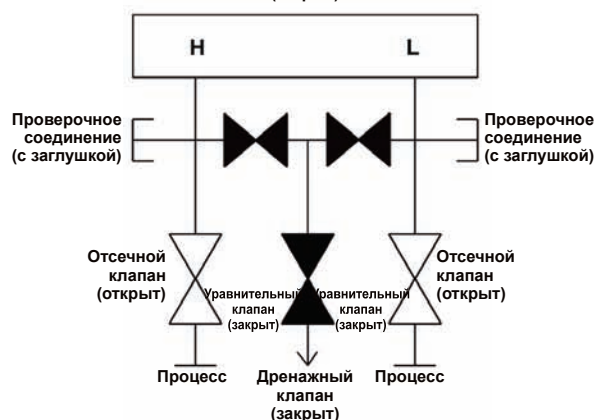 H
L
Проверочное
соединение
(с заглушкой)
Проверочное
соединение
(с заглушкой)
Отсечной
клапан
(открыт)
Уравнительный
клапан
(закрыт)
Уравнительный
клапан
(закрыт)
Отсечной
клапан
(открыт)
Процесс
Дренажный
клапан
(закрыт)
Процесс